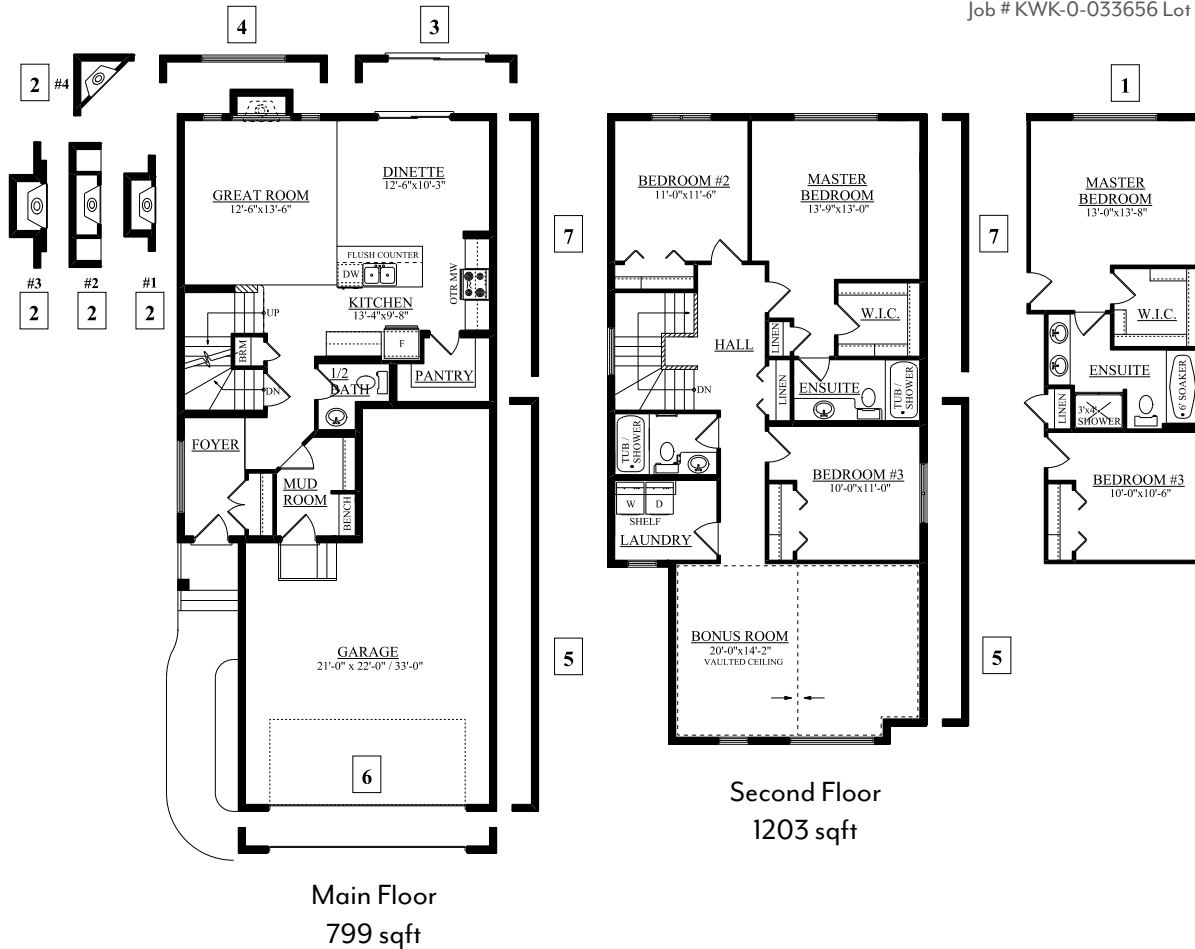 Job # KWK-0-033656 Lot
4
3
2
#4
1
GREAT ROOM
12'-6"x13'-6"
DINETTE
12'-6"x10'-3"
7
#3
2
#2
2
#1
2
FLUSH COUNTER
DW
OTR MW
KITCHEN
13'-4"x9'-8"
UP
BRM
F
PANTRY
1/2
BATH
DN
FOYER
MUD
ROOM
BENCH
GARAGE
21'-0" x 22'-0" / 33'-0"
5
6
Main Floor
799 sqft
BEDROOM #2
11'-0"x11'-6"
MASTER
BEDROOM
13'-9"x13'-0"
7
HALL
LINEN
W.I.C.
DN
LINEN
ENSUITE
TUB /
SHOWER
TUB /
SHOWER
W
D
SHELF
LAUNDRY
BEDROOM #3
10'-0"x11'-0"
BONUS ROOM
20'-0"x14'-2"
VAULTED CEILING
5
Second Floor
1203 sqft
MASTER
BEDROOM
13'-0"x13'-8"
W.I.C.
ENSUITE
LINEN
3'x4'
SHOWER
6' SOAKER
BEDROOM #3
10'-0"x10'-6"